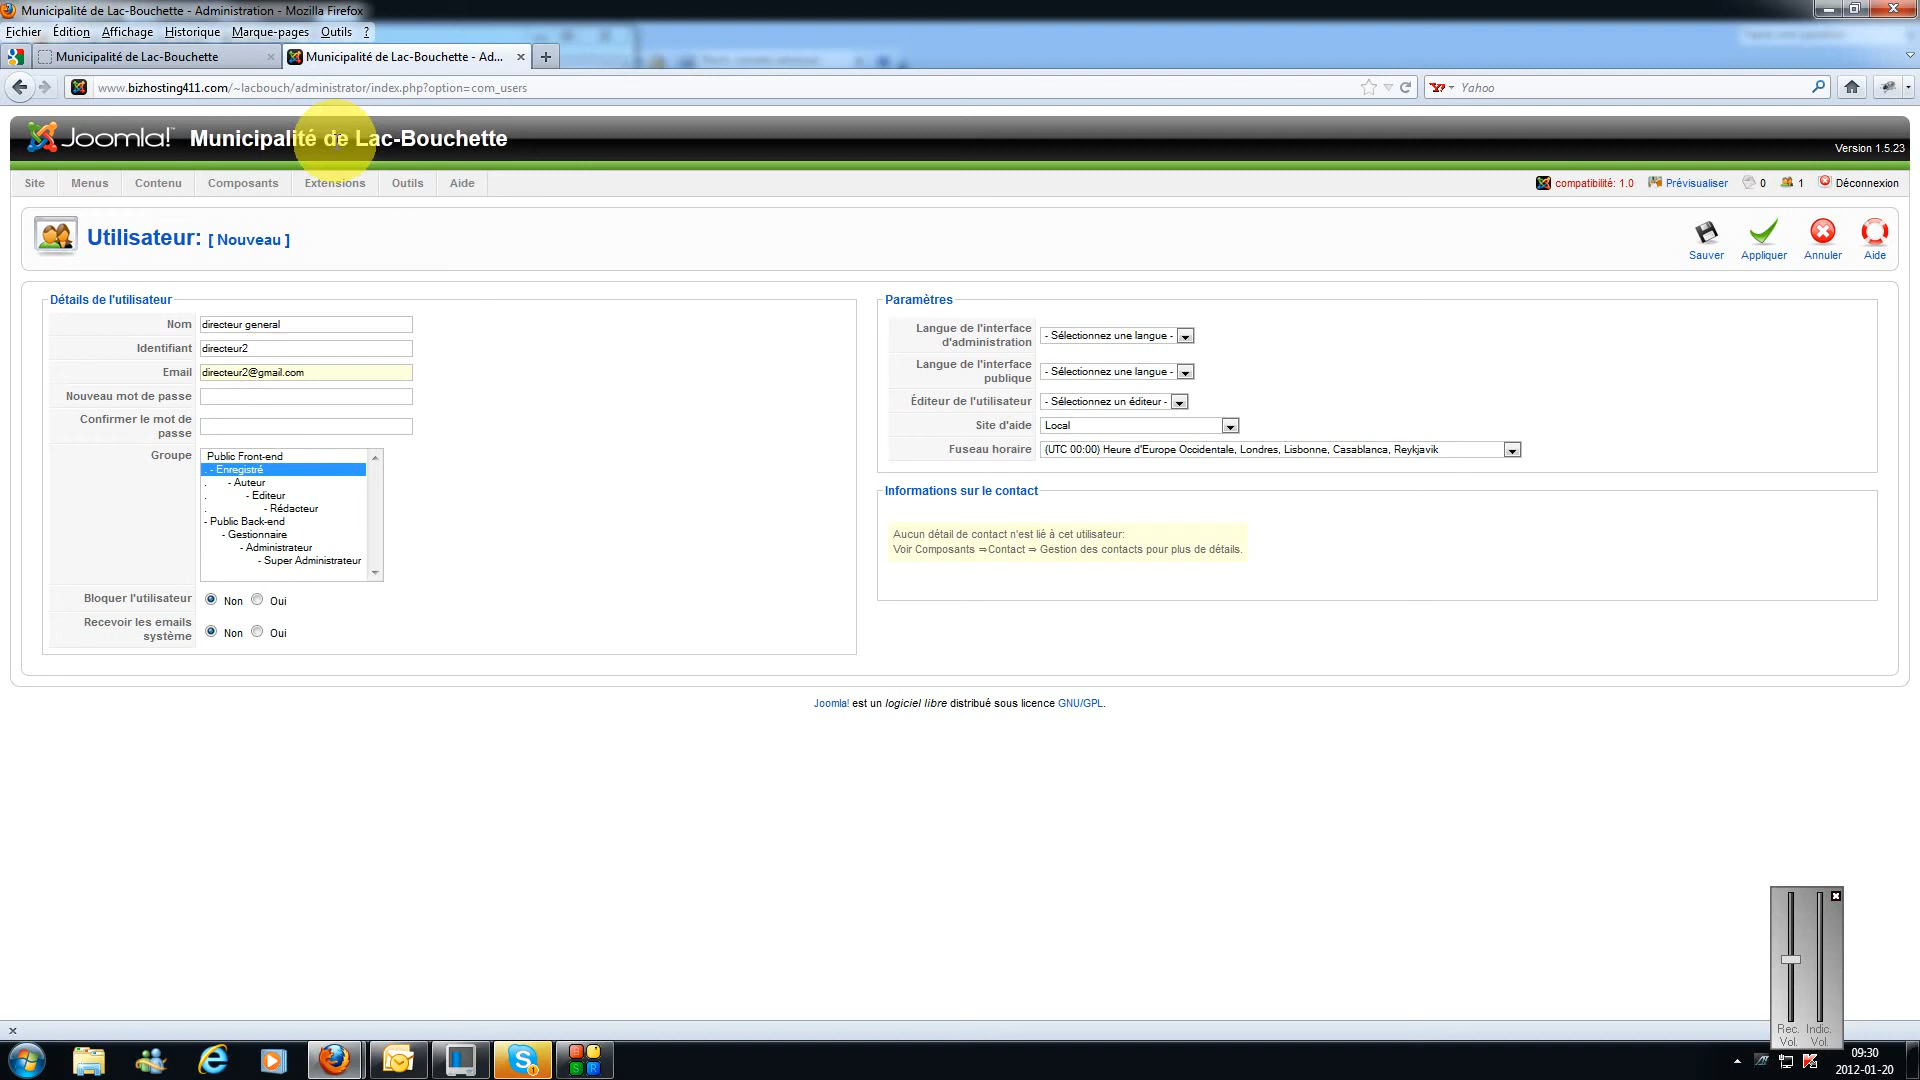 Municipalité de Lac-Bouchette - Administration - Mozilla Firefox
Fichier Édition Affichage Historique Marque-pages Outils ?
Municipalité de Lac-Bouchette
Municipalité de Lac-Bouchette - Ad...
www.bizhosting411.com/~lacbouch/administrator/index.php?option=com_users
Yahoo
Joomla! Municipalité de Lac-Bouchette
Version 1.5.23
Site Menus Contenu Composants Extensions Outils Aide
compatibilité: 1.0 Prévisualiser 0 1 Déconnexion
Utilisateur: [ Nouveau ]
Sauver Appliquer Annuler Aide
Détails de l'utilisateur
Nom directeur general
Identifiant directeur2
Email directeur2@gmail.com
Nouveau mot de passe
Confirmer le mot de
passe
Groupe
Public Front-end
. - Enregistré
. - Auteur
. - Editeur
. - Rédacteur
- Public Back-end
- Gestionnaire
- Administrateur
- Super Administrateur
Bloquer l'utilisateur Non Oui
Recevoir les emails
système Non Oui
Paramètres
Langue de l'interface
d'administration - Sélectionnez une langue -
Langue de l'interface
publique - Sélectionnez une langue -
Éditeur de l'utilisateur - Sélectionnez un éditeur -
Site d'aide Local
Fuseau horaire (UTC 00:00) Heure d'Europe Occidentale, Londres, Lisbonne, Casablanca, Reykjavik
Informations sur le contact
Aucun détail de contact n'est lié à cet utilisateur:
Voir Composants ⇒Contact ⇒ Gestion des contacts pour plus de détails.
Joomla! est un logiciel libre distribué sous licence GNU/GPL.
Rec. Indic.
Vol. Vol.
S R
09:30
2012-01-20